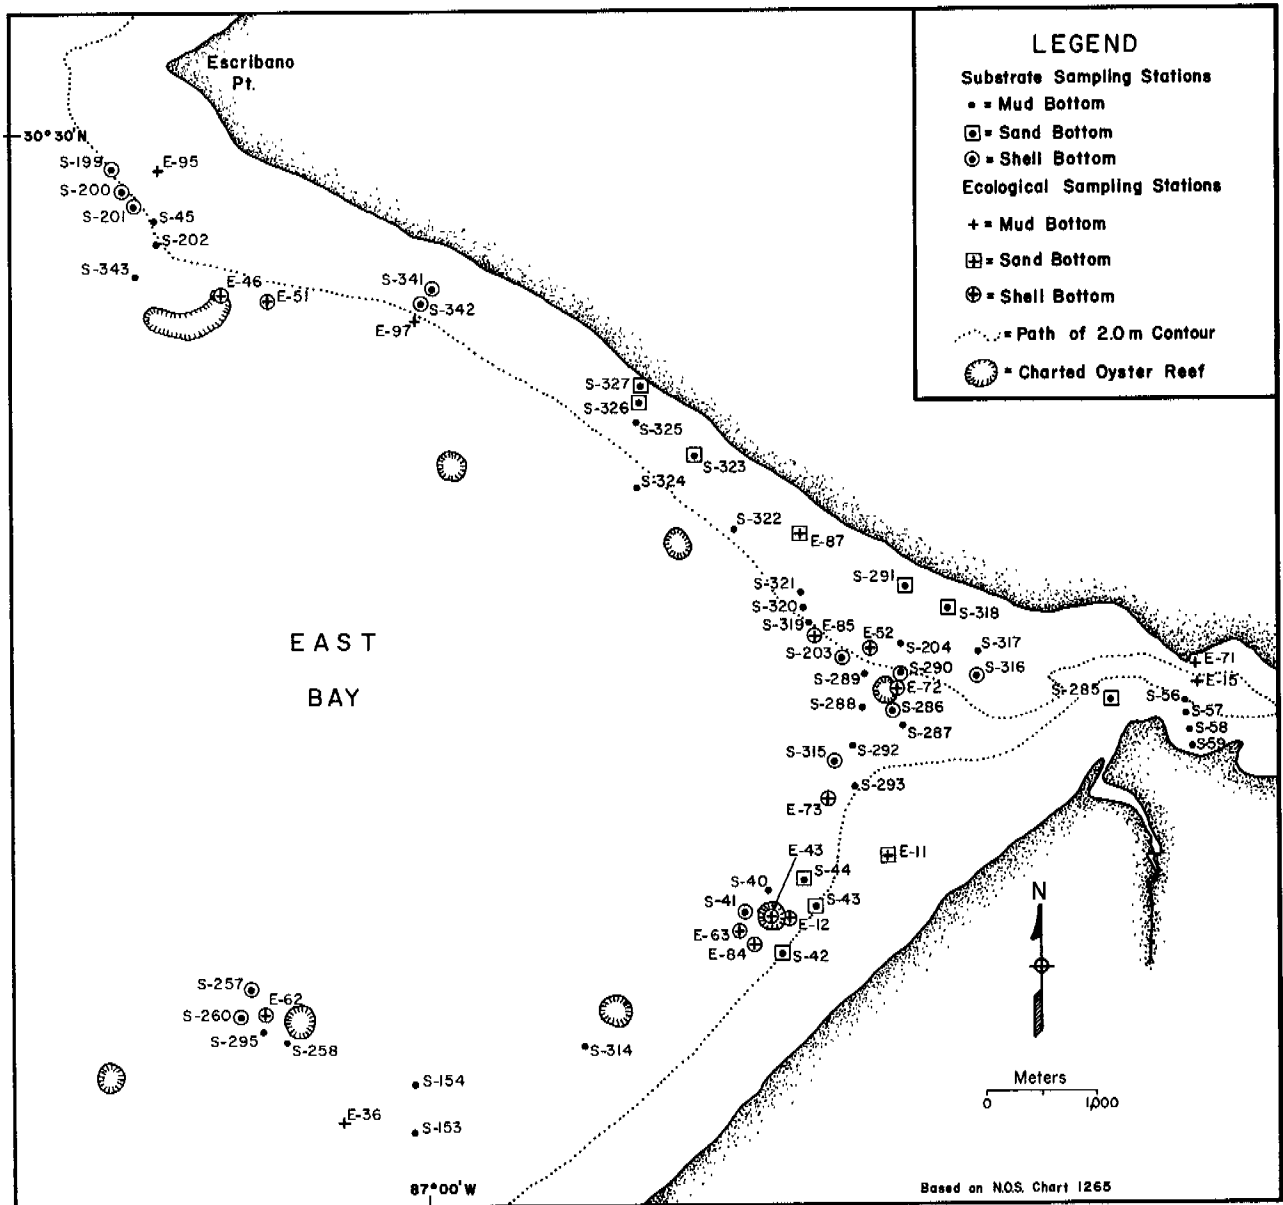 LEGEND
Substrate Sampling Stations
• = Mud Bottom
= Sand Bottom
= Shell Bottom
Ecological Sampling Stations
+ = Mud Bottom
= Sand Bottom
= Shell Bottom
= Path of 2.0 m Contour
= Charted Oyster Reef
Escribano
Pt.
30° 30'N
S-199
E-95
S-200
S-201
S-45
S-202
S-343
E-46
E-51
S-341
S-342
E-97
S-327
S-326
S-325
S-323
S-324
S-322
E-87
S-321
S-291
S-320
S-318
S-319
E-85
E-52
S-204
S-317
S-203
S-290
S-316
E-71
E-15
S-289
E-72
S-285
S-56
S-288
S-286
S-57
S-287
S-58
S-59
S-315
S-292
S-293
E-73
EAST
BAY
E-43
E-11
S-44
S-40
S-41
S-43
E-12
E-63
E-84
S-42
N
S-257
E-62
S-260
S-295
S-258
S-314
S-154
E-36
S-153
Meters
0 1,000
87°00'W
Based on N.O.S. Chart 1265